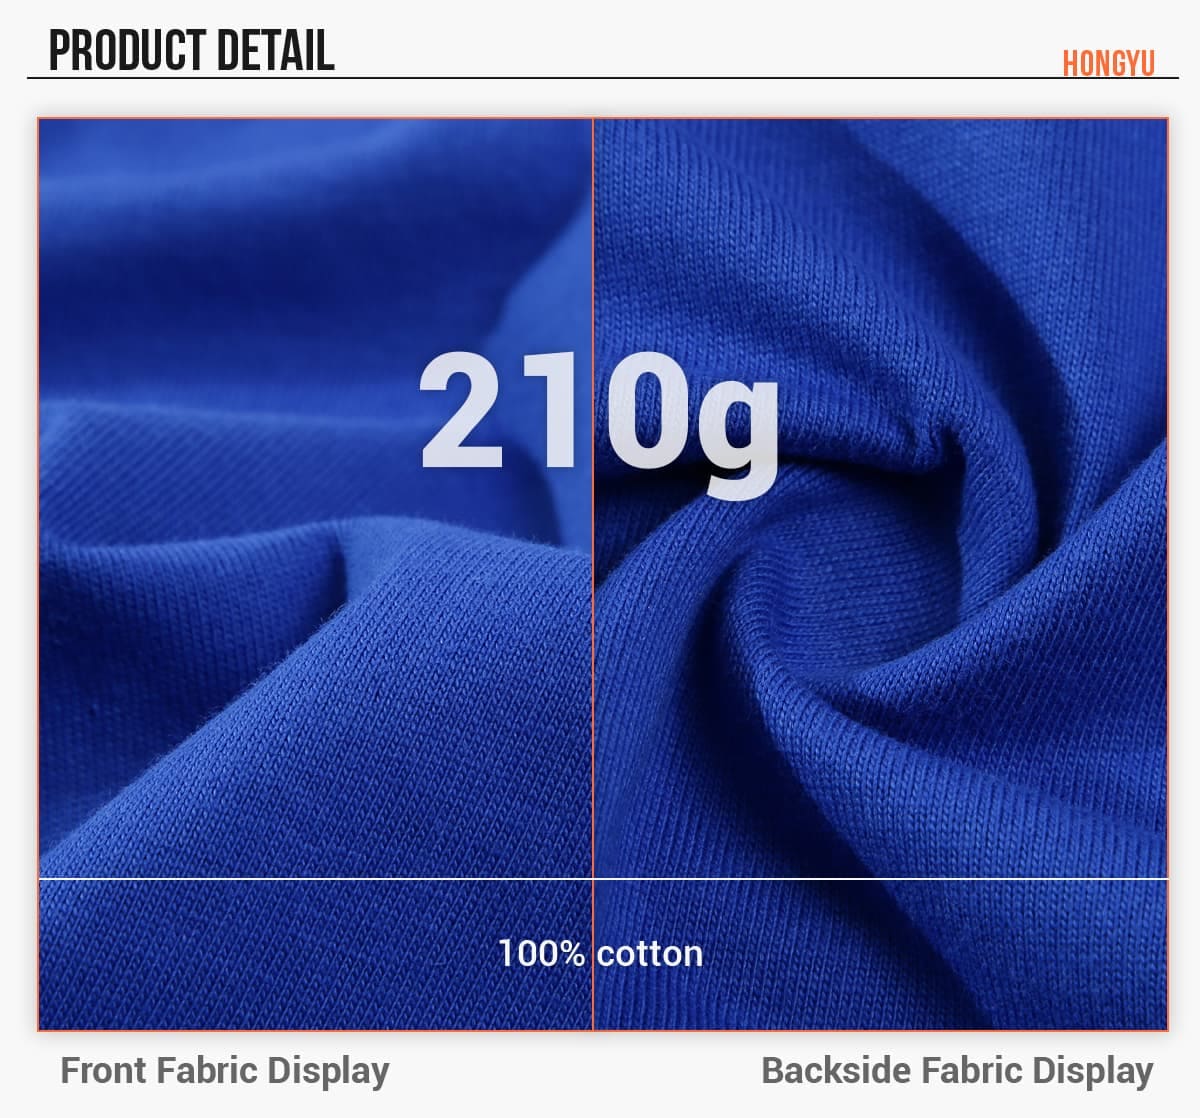 PRODUCT DETAIL
HONGYU
210g
100% cotton
Front Fabric Display
Backside Fabric Display